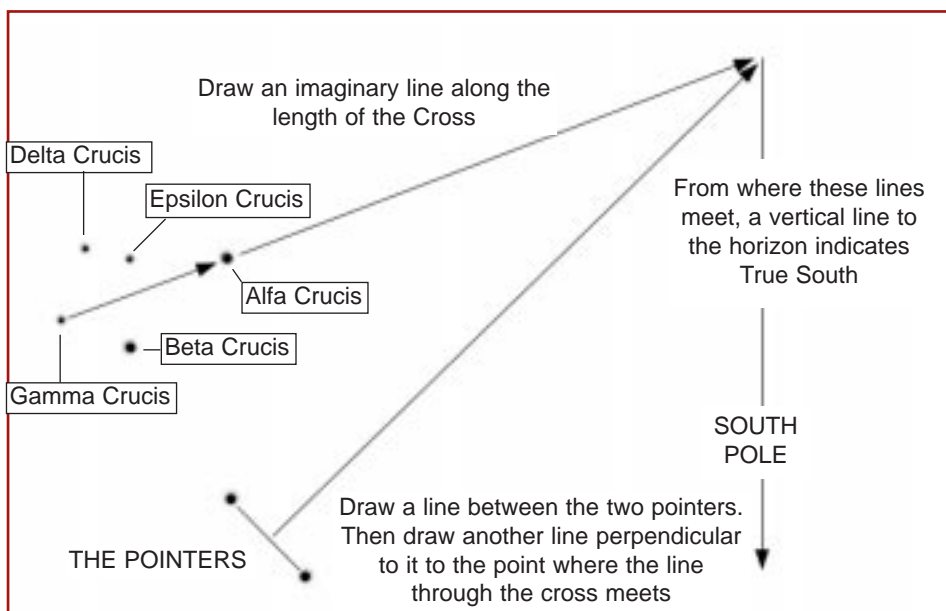 Draw an imaginary line along the
length of the Cross
Delta Crucis
Epsilon Crucis
Alfa Crucis
Beta Crucis
Gamma Crucis
From where these lines
meet, a vertical line to
the horizon indicates
True South
SOUTH
POLE
THE POINTERS
Draw a line between the two pointers.
Then draw another line perpendicular
to it to the point where the line
through the cross meets